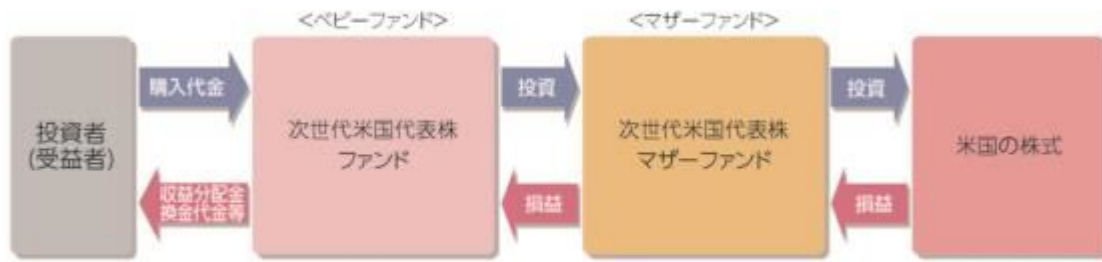 <ベビーファンド>
<マザーファンド>
購入代金
投資
投資
投資者
(受益者)
次世代米国代表株
ファンド
次世代米国代表株
マザーファンド
米国の株式
収益分配金
換金代金等
損益
損益